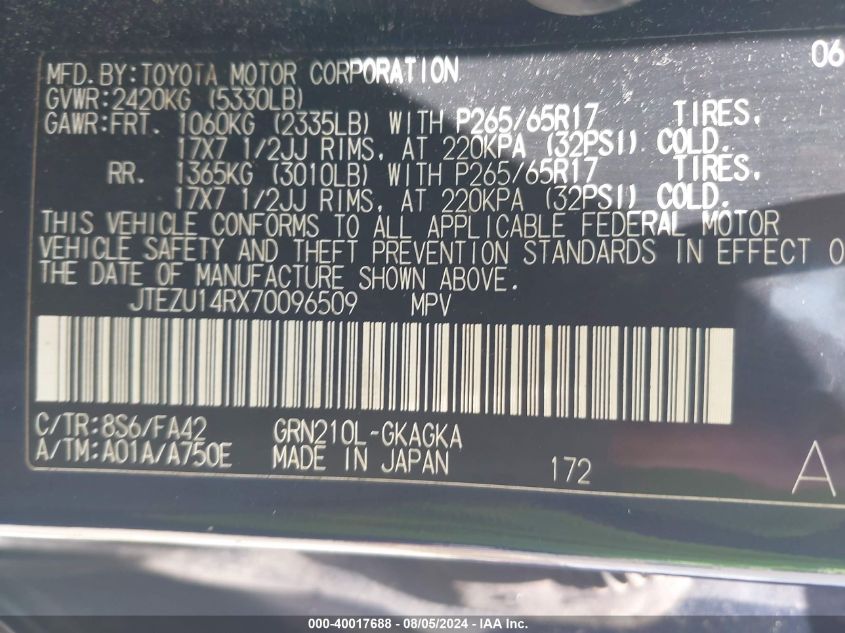 06
MFD. BY: TOYOTA MOTOR CORPORATION
GVWR: 2420KG (5330LB)
GAWR: FRT. 1060KG (2335LB) WITH P265/65R17 TIRES,
17X7 1/2JJ RIMS, AT 220KPA (32PSI) COLD.
RR. 1365KG (3010LB) WITH P265/65R17 TIRES,
17X7 1/2JJ RIMS, AT 220KPA (32PSI) COLD.
THIS VEHICLE CONFORMS TO ALL APPLICABLE FEDERAL MOTOR
VEHICLE SAFETY AND THEFT PREVENTION STANDARDS IN EFFECT O
THE DATE OF MANUFACTURE SHOWN ABOVE.
JTEZU14RX70096509 MPV
C/TR: 8S6/FA42 GRN210L-GKAGKA
A/TM: A01A/A750E MADE IN JAPAN 172 A
000-40017688 - 08/05/2024 - IAA Inc.